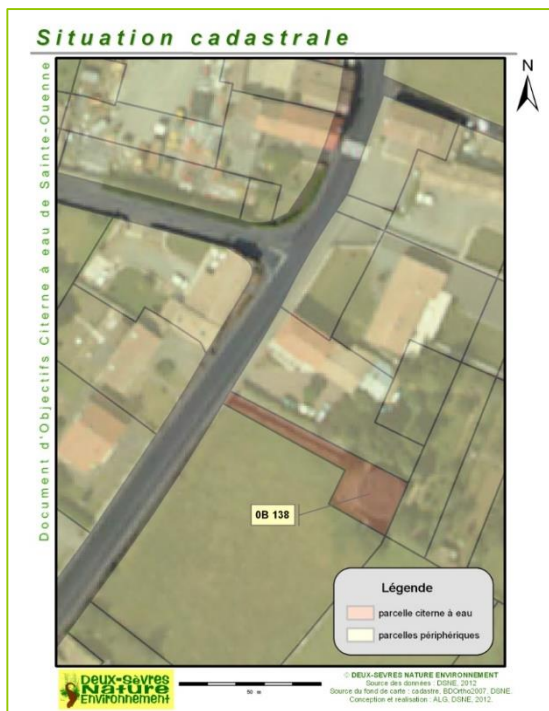 Situation cadastrale
N
Document d'Objectifs Citerne à eau de Sainte-Ouenne
0B 138
Légende
parcelle citerne à eau
parcelles périphériques
DEUX-SÈVRES
NATURE
ENVIRONNEMENT
50 m
© DEUX-SEVRES NATURE ENVIRONNEMENT
Source des données : DSNE, 2012
Source du fond de carte : cadastre, BDOrtho2007, DSNE.
Conception et réalisation : ALG, DSNE, 2012.